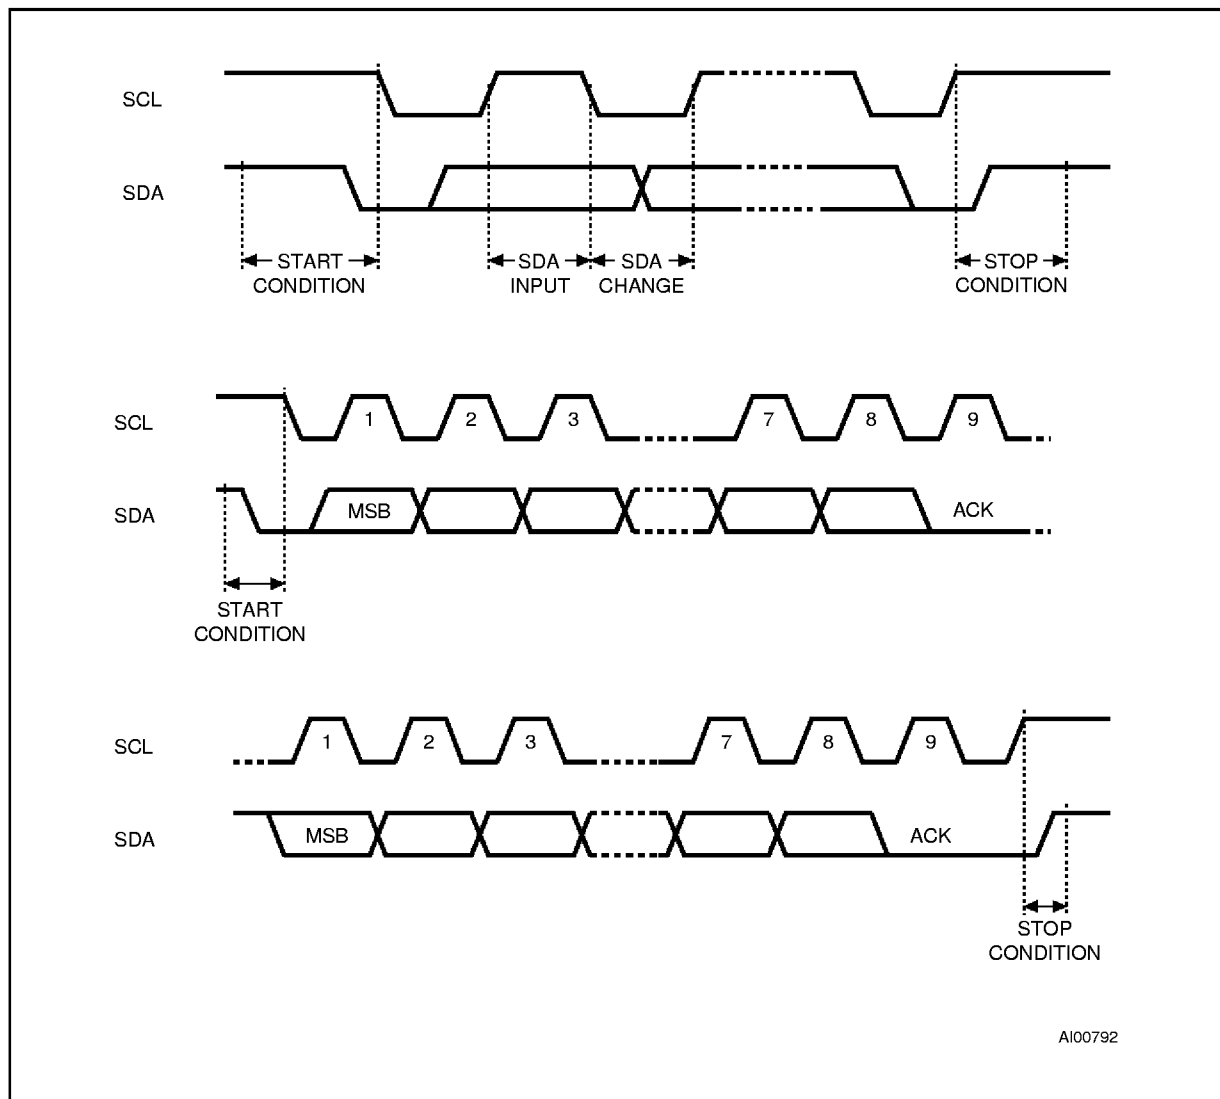 SCL
SDA
START
CONDITION
SDA
INPUT
SDA
CHANGE
STOP
CONDITION
SCL
1 2 3 7 8 9
SDA
MSB
ACK
START
CONDITION
SCL
1 2 3 7 8 9
SDA
MSB
ACK
STOP
CONDITION
AI00792